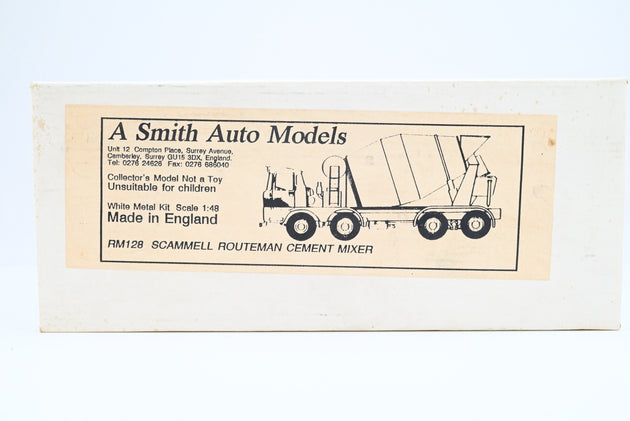 A Smith Auto Models
Unit 12 Compton Place, Surrey Avenue,
Camberley, Surrey GU15 3DX, England.
Tel: 0276 24626 Fax: 0276 686040
Collector's Model Not a Toy
Unsuitable for children
White Metal Kit Scale 1:48
Made in England
RM128 SCAMMELL ROUTEMAN CEMENT MIXER